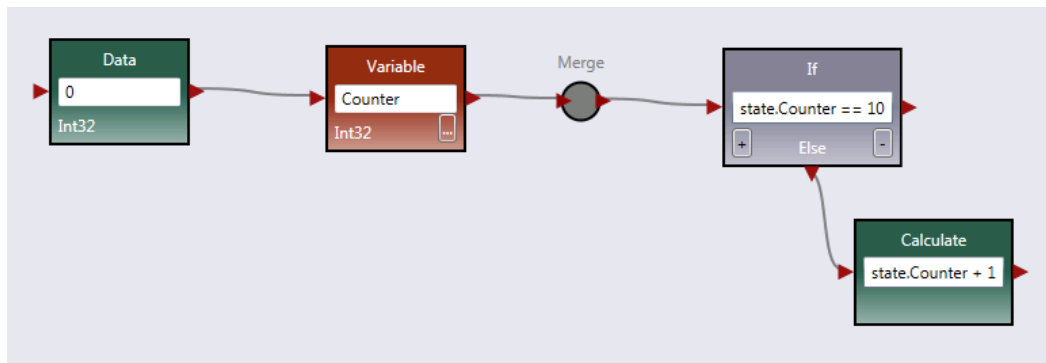 Data
0
Int32
Variable
Counter
Int32
...
Merge
If
state.Counter == 10
+
Else
-
Calculate
state.Counter + 1